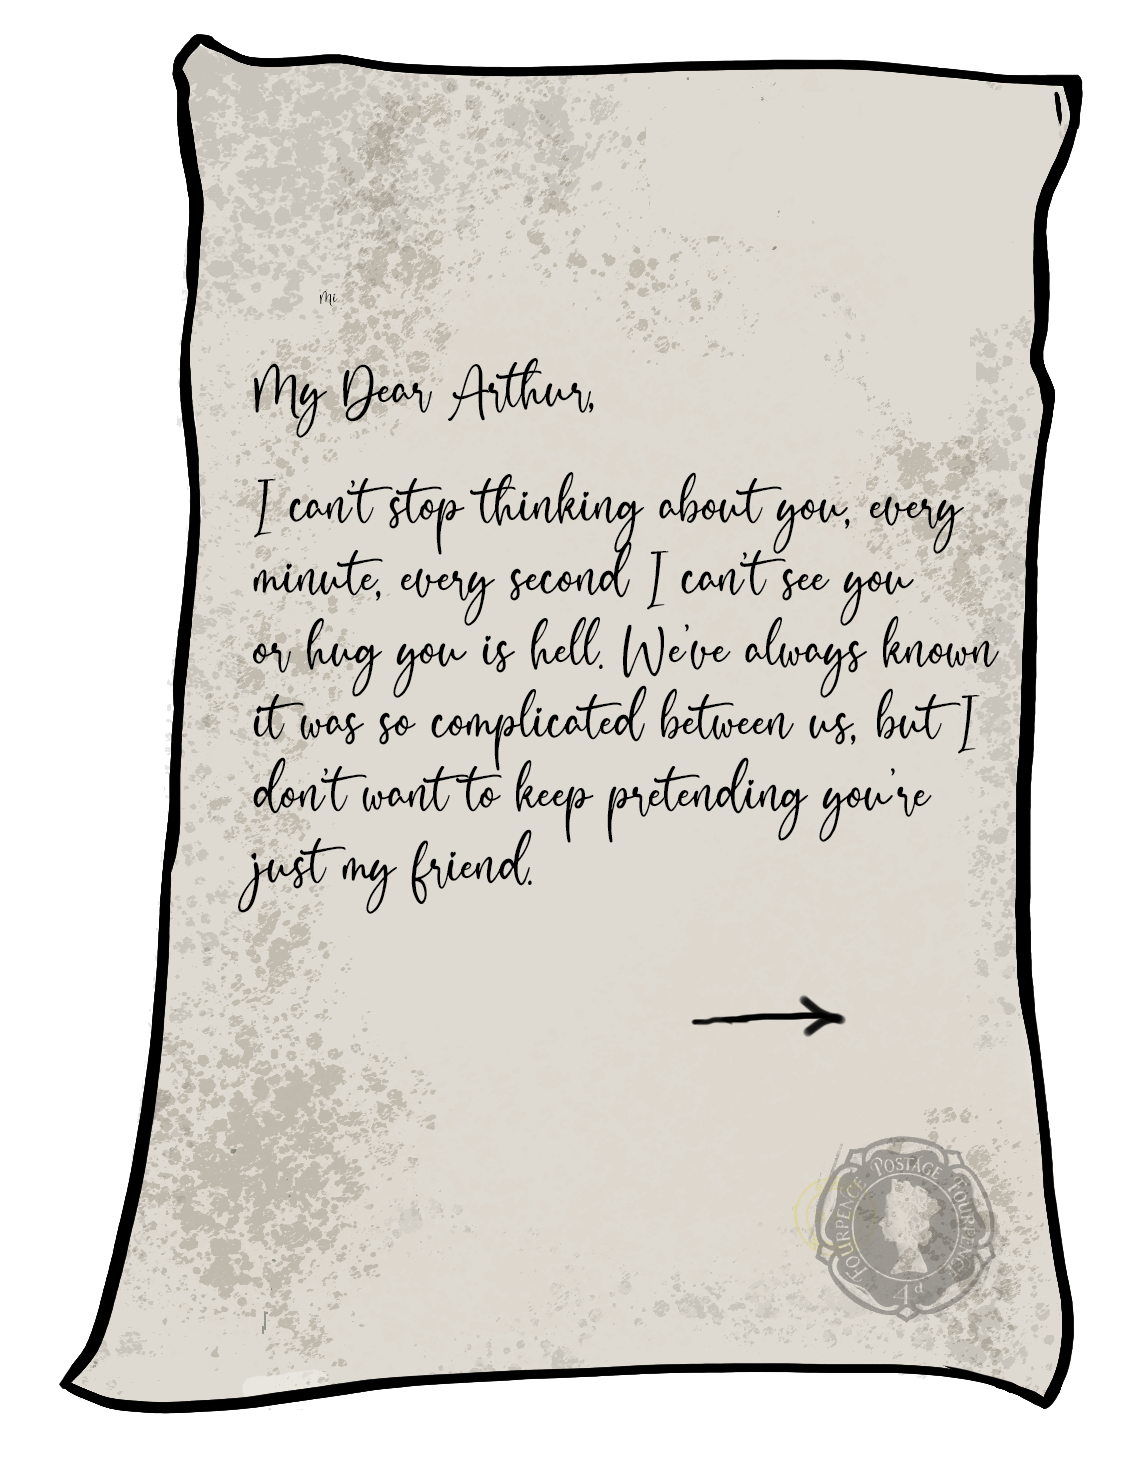 Mi
My Dear Arthur,
I can't stop thinking about you, every
minute, every second I can't see you
or hug you is hell. We've always known
it was so complicated between us, but I
don't want to keep pretending you're
just my friend.
FOURPENCE · POSTAGE · FOURPENCE
4d